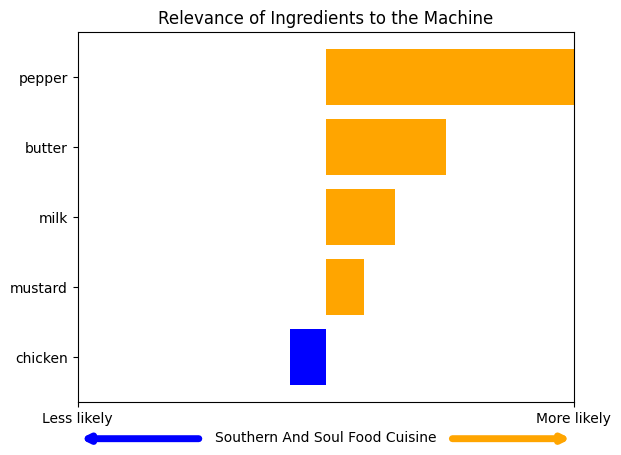 Relevance of Ingredients to the Machine
pepper
butter
milk
mustard
chicken
Less likely
More likely
Southern And Soul Food Cuisine